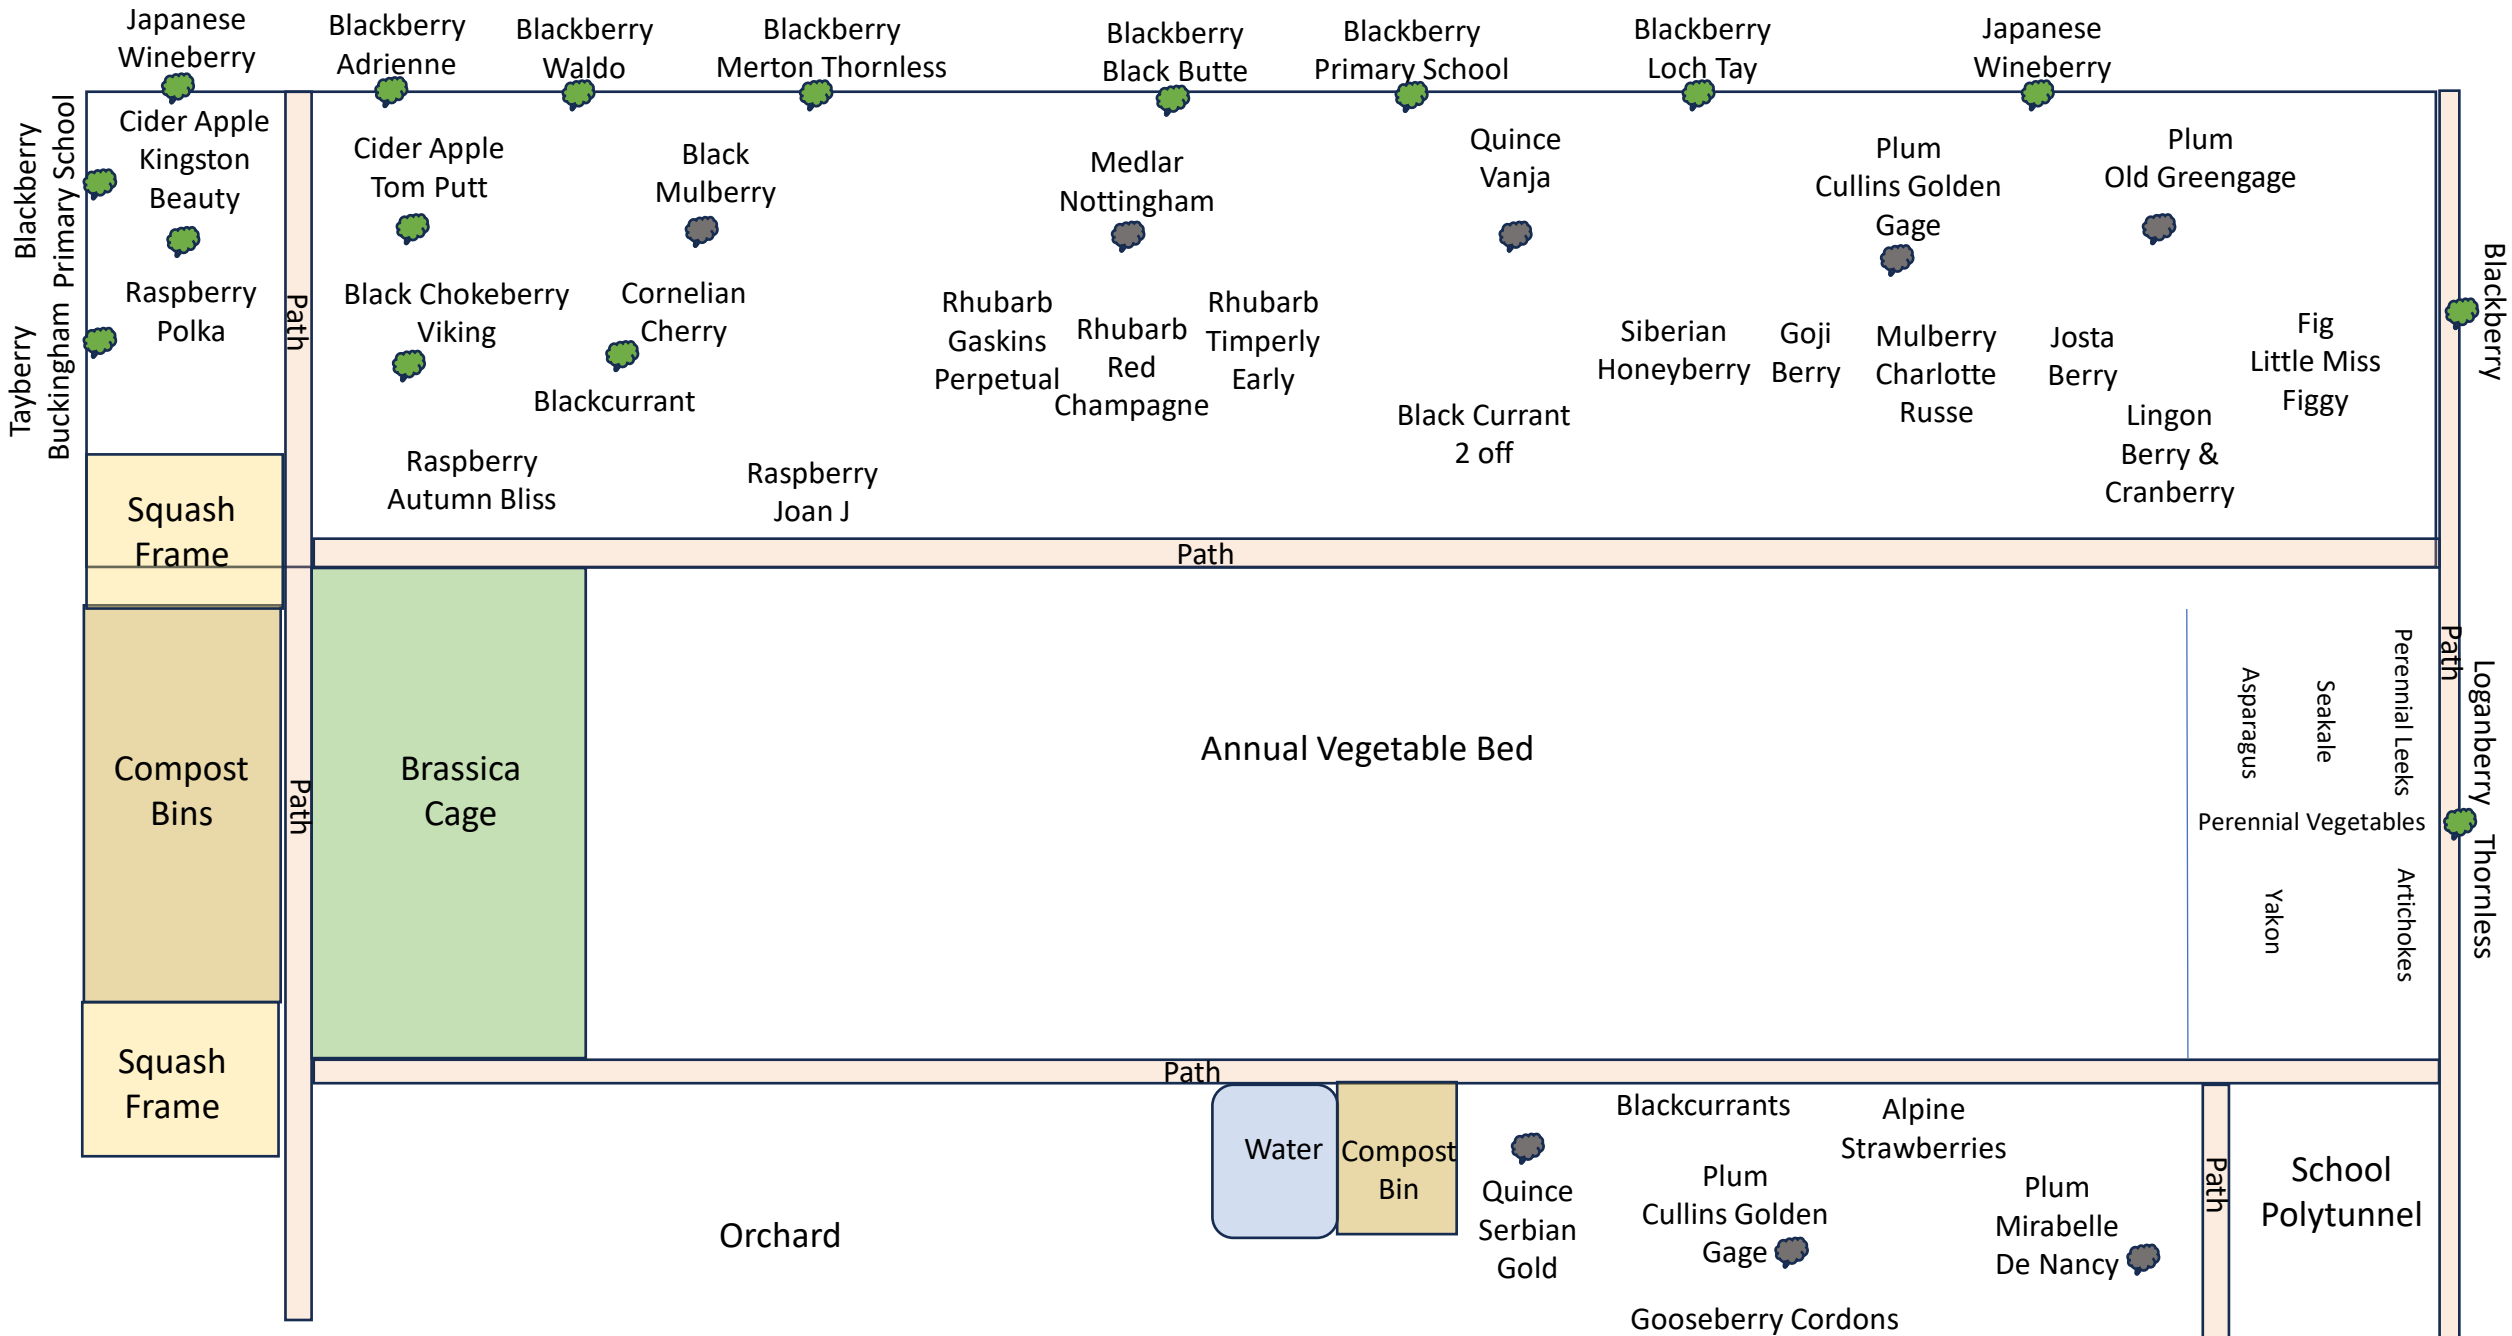 Japanese
Wineberry
Blackberry
Adrienne
Blackberry
Waldo
Blackberry
Merton Thornless
Blackberry
Black Butte
Blackberry
Primary School
Blackberry
Loch Tay
Japanese
Wineberry
Blackberry
Primary School
Tayberry
Buckingham
Cider Apple
Kingston
Beauty
Raspberry
Polka
Path
Cider Apple
Tom Putt
Black
Mulberry
Medlar
Nottingham
Quince
Vanja
Plum
Cullins Golden
Gage
Plum
Old Greengage
Blackberry
Black Chokeberry
Viking
Cornelian
Cherry
Blackcurrant
Rhubarb
Gaskins
Perpetual
Rhubarb
Red
Champagne
Rhubarb
Timperly
Early
Black Currant
2 off
Siberian
Honeyberry
Goji
Berry
Mulberry
Charlotte
Russe
Josta
Berry
Lingon
Berry &
Cranberry
Fig
Little Miss
Figgy
Raspberry
Autumn Bliss
Raspberry
Joan J
Squash
Frame
Path
Compost
Bins
Path
Brassica
Cage
Annual Vegetable Bed
Asparagus
Seakale
Perennial Leeks
Perennial Vegetables
Yakon
Artichokes
Path
Loganberry Thornless
Squash
Frame
Path
Orchard
Water
Compost
Bin
Quince
Serbian
Gold
Blackcurrants
Alpine
Strawberries
Plum
Cullins Golden
Gage
Plum
Mirabelle
De Nancy
Gooseberry Cordons
Path
School
Polytunnel